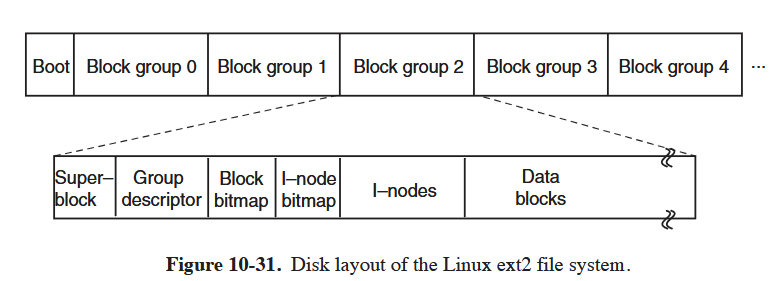 Boot Block group 0 Block group 1 Block group 2 Block group 3 Block group 4 ...
Super– Group Block I–node Data
block descriptor bitmap bitmap I–nodes blocks
Figure 10-31. Disk layout of the Linux ext2 file system.